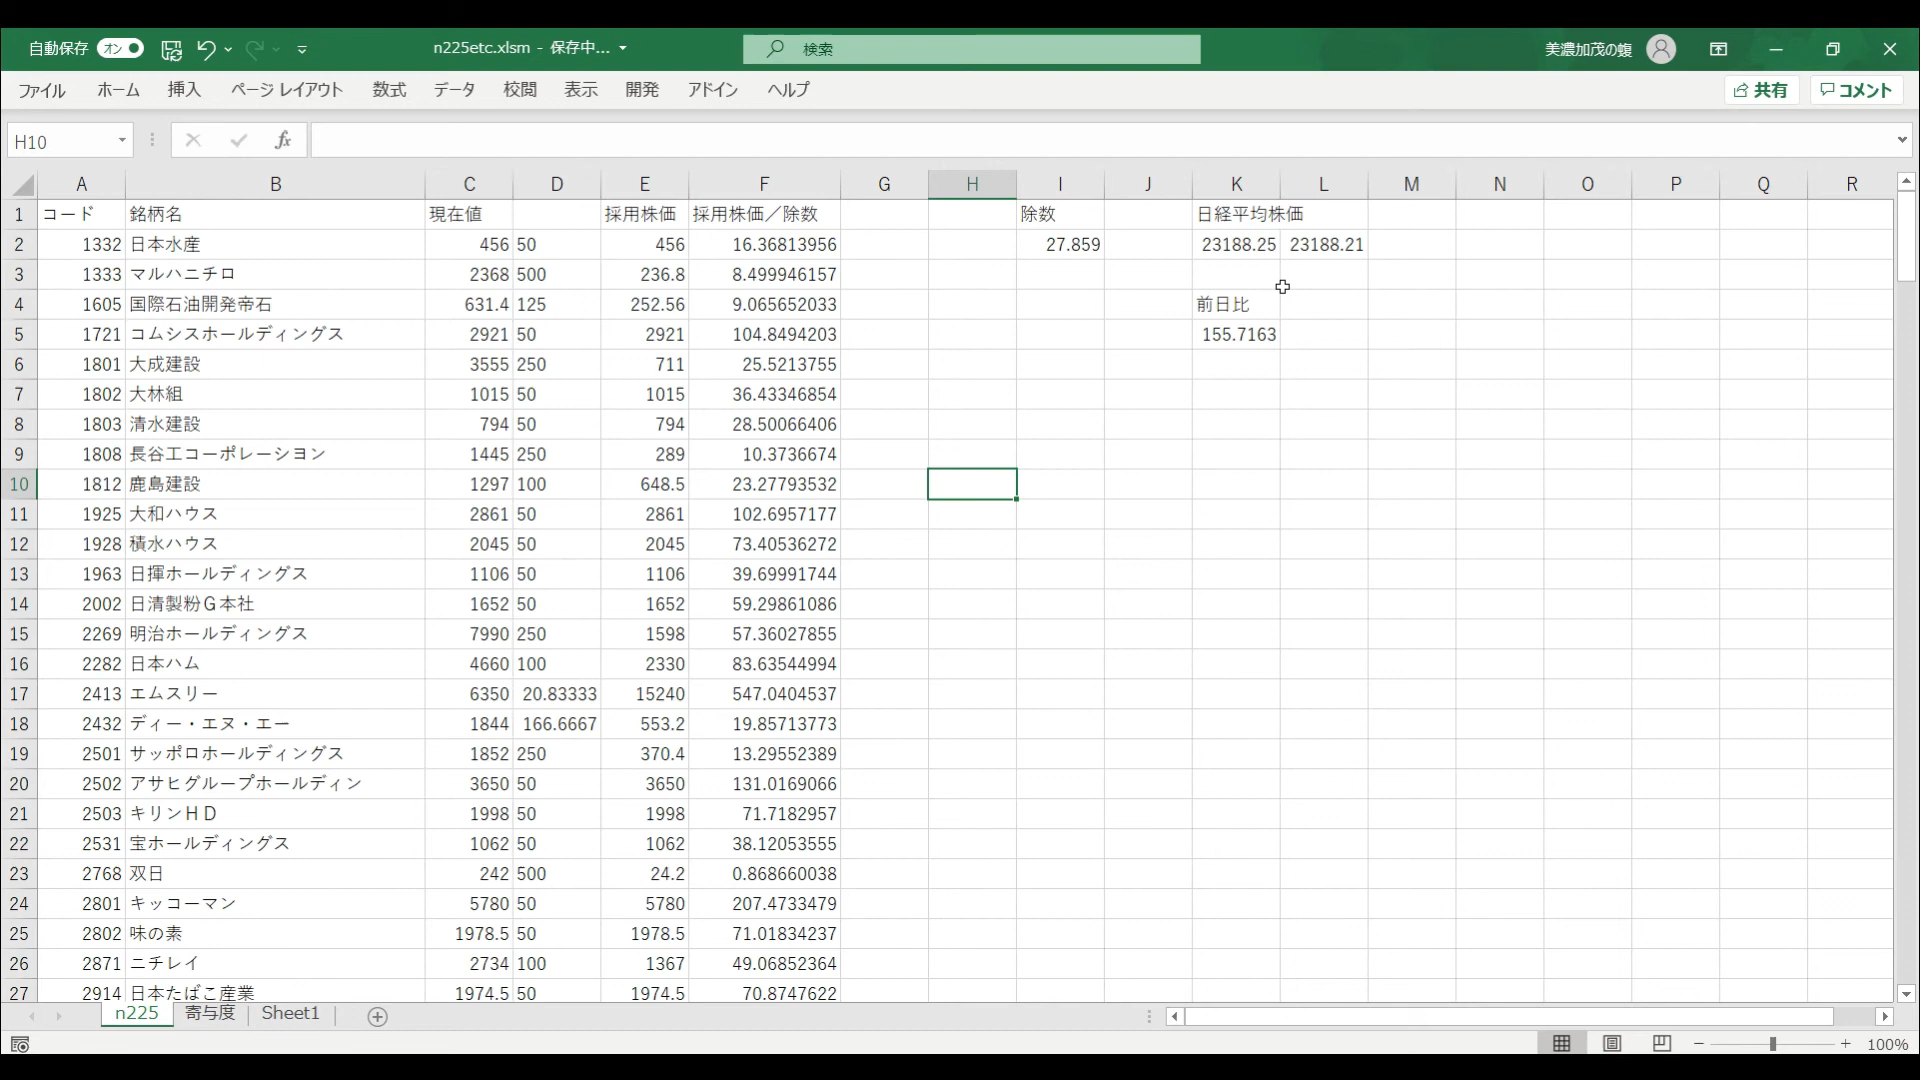 自動保存 オン n225etc.xlsm - 保存中... 検索 美濃加茂の蝮
ファイル ホーム 挿入 ページ レイアウト 数式 データ 校閲 表示 開発 アドイン ヘルプ 共有 コメント
H10 fx
A B C D E F G H I J K L M N O P Q R
1 コード 銘柄名 現在値 採用株価 採用株価／除数 除数 日経平均株価
2 1332 日本水産 456 50 456 16.36813956 27.859 23188.25 23188.21
3 1333 マルハニチロ 2368 500 236.8 8.499946157
4 1605 国際石油開発帝石 631.4 125 252.56 9.065652033 前日比
5 1721 コムシスホールディングス 2921 50 2921 104.8494203 155.7163
6 1801 大成建設 3555 250 711 25.5213755
7 1802 大林組 1015 50 1015 36.43346854
8 1803 清水建設 794 50 794 28.50066406
9 1808 長谷工コーポレーシヨン 1445 250 289 10.3736674
10 1812 鹿島建設 1297 100 648.5 23.27793532
11 1925 大和ハウス 2861 50 2861 102.6957177
12 1928 積水ハウス 2045 50 2045 73.40536272
13 1963 日揮ホールディングス 1106 50 1106 39.69991744
14 2002 日清製粉Ｇ本社 1652 50 1652 59.29861086
15 2269 明治ホールディングス 7990 250 1598 57.36027855
16 2282 日本ハム 4660 100 2330 83.63544994
17 2413 エムスリー 6350 20.83333 15240 547.0404537
18 2432 ディー・エヌ・エー 1844 166.6667 553.2 19.85713773
19 2501 サッポロホールディングス 1852 250 370.4 13.29552389
20 2502 アサヒグループホールディン 3650 50 3650 131.0169066
21 2503 キリンＨＤ 1998 50 1998 71.7182957
22 2531 宝ホールディングス 1062 50 1062 38.12053555
23 2768 双日 242 500 24.2 0.868660038
24 2801 キッコーマン 5780 50 5780 207.4733479
25 2802 味の素 1978.5 50 1978.5 71.01834237
26 2871 ニチレイ 2734 100 1367 49.06852364
27 2914 日本たばこ産業 1974.5 50 1974.5 70.8747622
n225 寄与度 Sheet1
100%